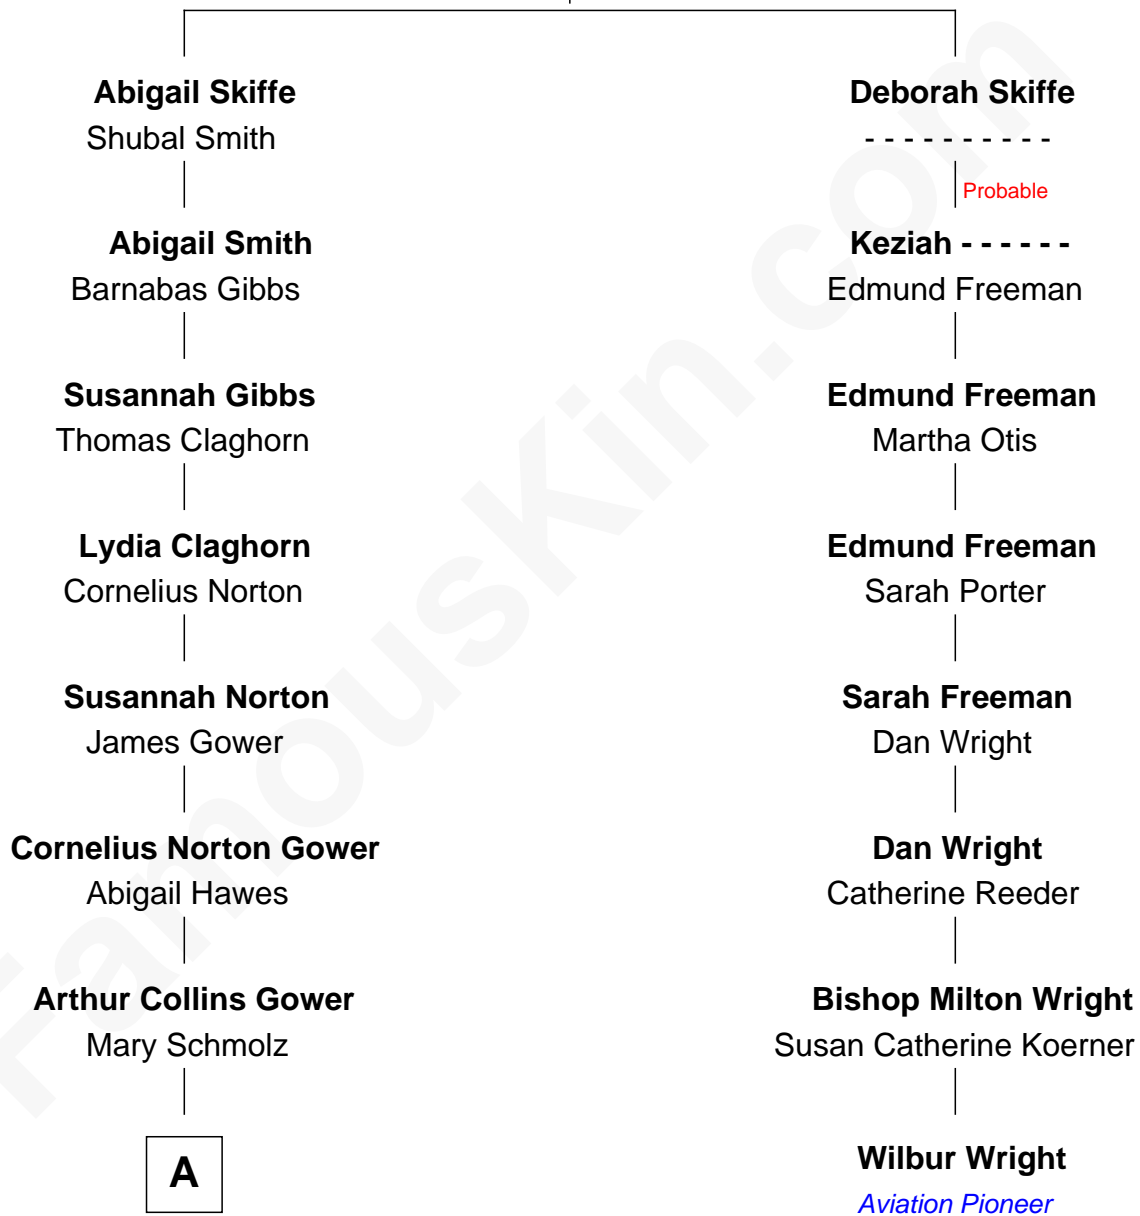 Abigail Skiffe
Shubal Smith
Abigail Smith
Barnabas Gibbs
Susannah Gibbs
Thomas Claghorn
Lydia Claghorn
Cornelius Norton
Susannah Norton
James Gower
Cornelius Norton Gower
Abigail Hawes
Arthur Collins Gower
Mary Schmolz
A
Deborah Skiffe
- - - - - - - - - -
Probable
Keziah - - - - - -
Edmund Freeman
Edmund Freeman
Martha Otis
Edmund Freeman
Sarah Porter
Sarah Freeman
Dan Wright
Dan Wright
Catherine Reeder
Bishop Milton Wright
Susan Catherine Koerner
Wilbur Wright
Aviation Pioneer
FamousKin.com